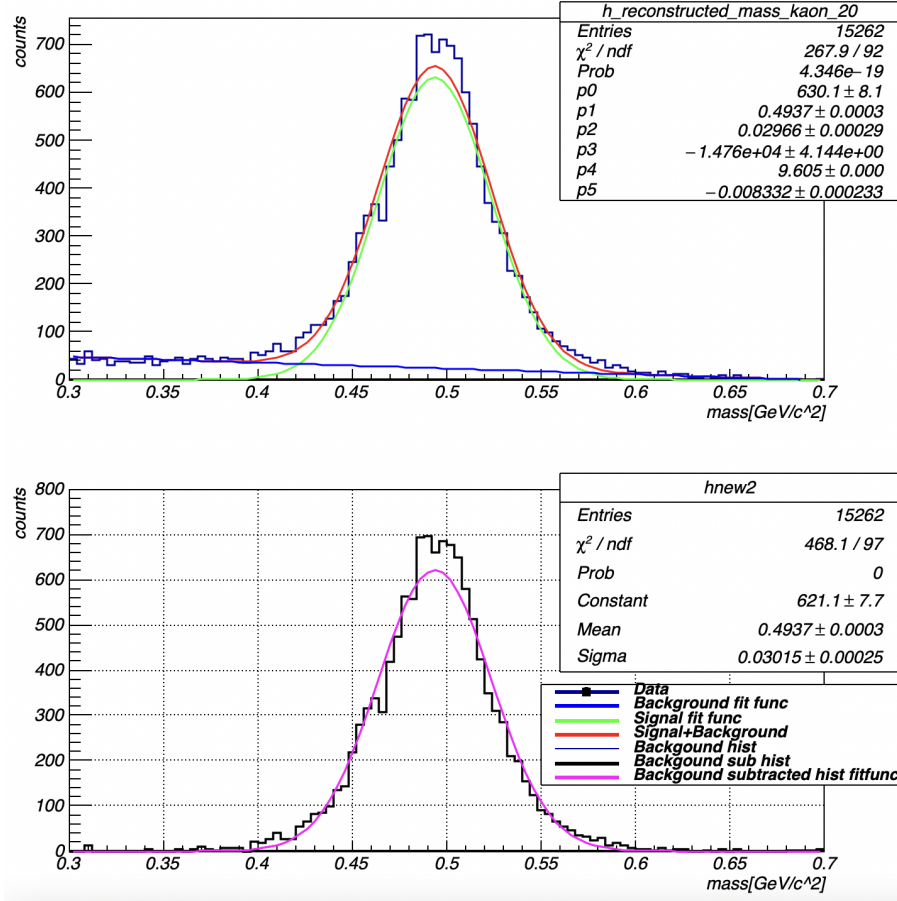 h_reconstructed_mass_kaon_20
Entries 15262
χ² / ndf 267.9 / 92
Prob 4.346e−19
p0 630.1 ± 8.1
p1 0.4937 ± 0.0003
p2 0.02966 ± 0.00029
p3 −1.476e+04 ± 4.144e+00
p4 9.605 ± 0.000
p5 −0.008332 ± 0.000233
counts
700
600
500
400
300
200
100
0
0.3 0.35 0.4 0.45 0.5 0.55 0.6 0.65 0.7
mass[GeV/c^2]
hnew2
Entries 15262
χ² / ndf 468.1 / 97
Prob 0
Constant 621.1 ± 7.7
Mean 0.4937 ± 0.0003
Sigma 0.03015 ± 0.00025
counts
800
700
600
500
400
300
200
100
0
Data
Background fit func
Signal fit func
Signal+Background
Backgound hist
Backgound sub hist
Backgound subtracted hist fitfunc
0.3 0.35 0.4 0.45 0.5 0.55 0.6 0.65 0.7
mass[GeV/c^2]